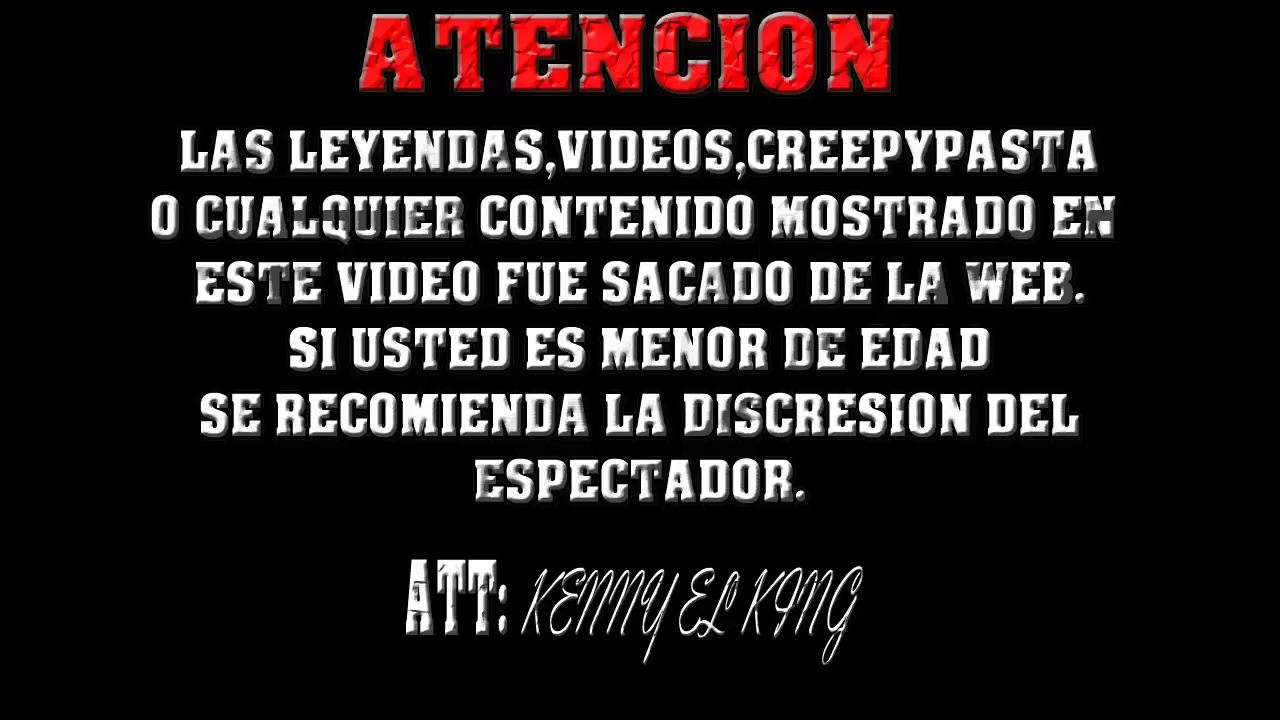 ATENCION
LAS LEYENDAS,VIDEOS,CREEPYPASTA
O CUALQUIER CONTENIDO MOSTRADO EN
ESTE VIDEO FUE SACADO DE LA WEB.
SI USTED ES MENOR DE EDAD
SE RECOMIENDA LA DISCRESION DEL
ESPECTADOR.
ATT: KENNY EL KING